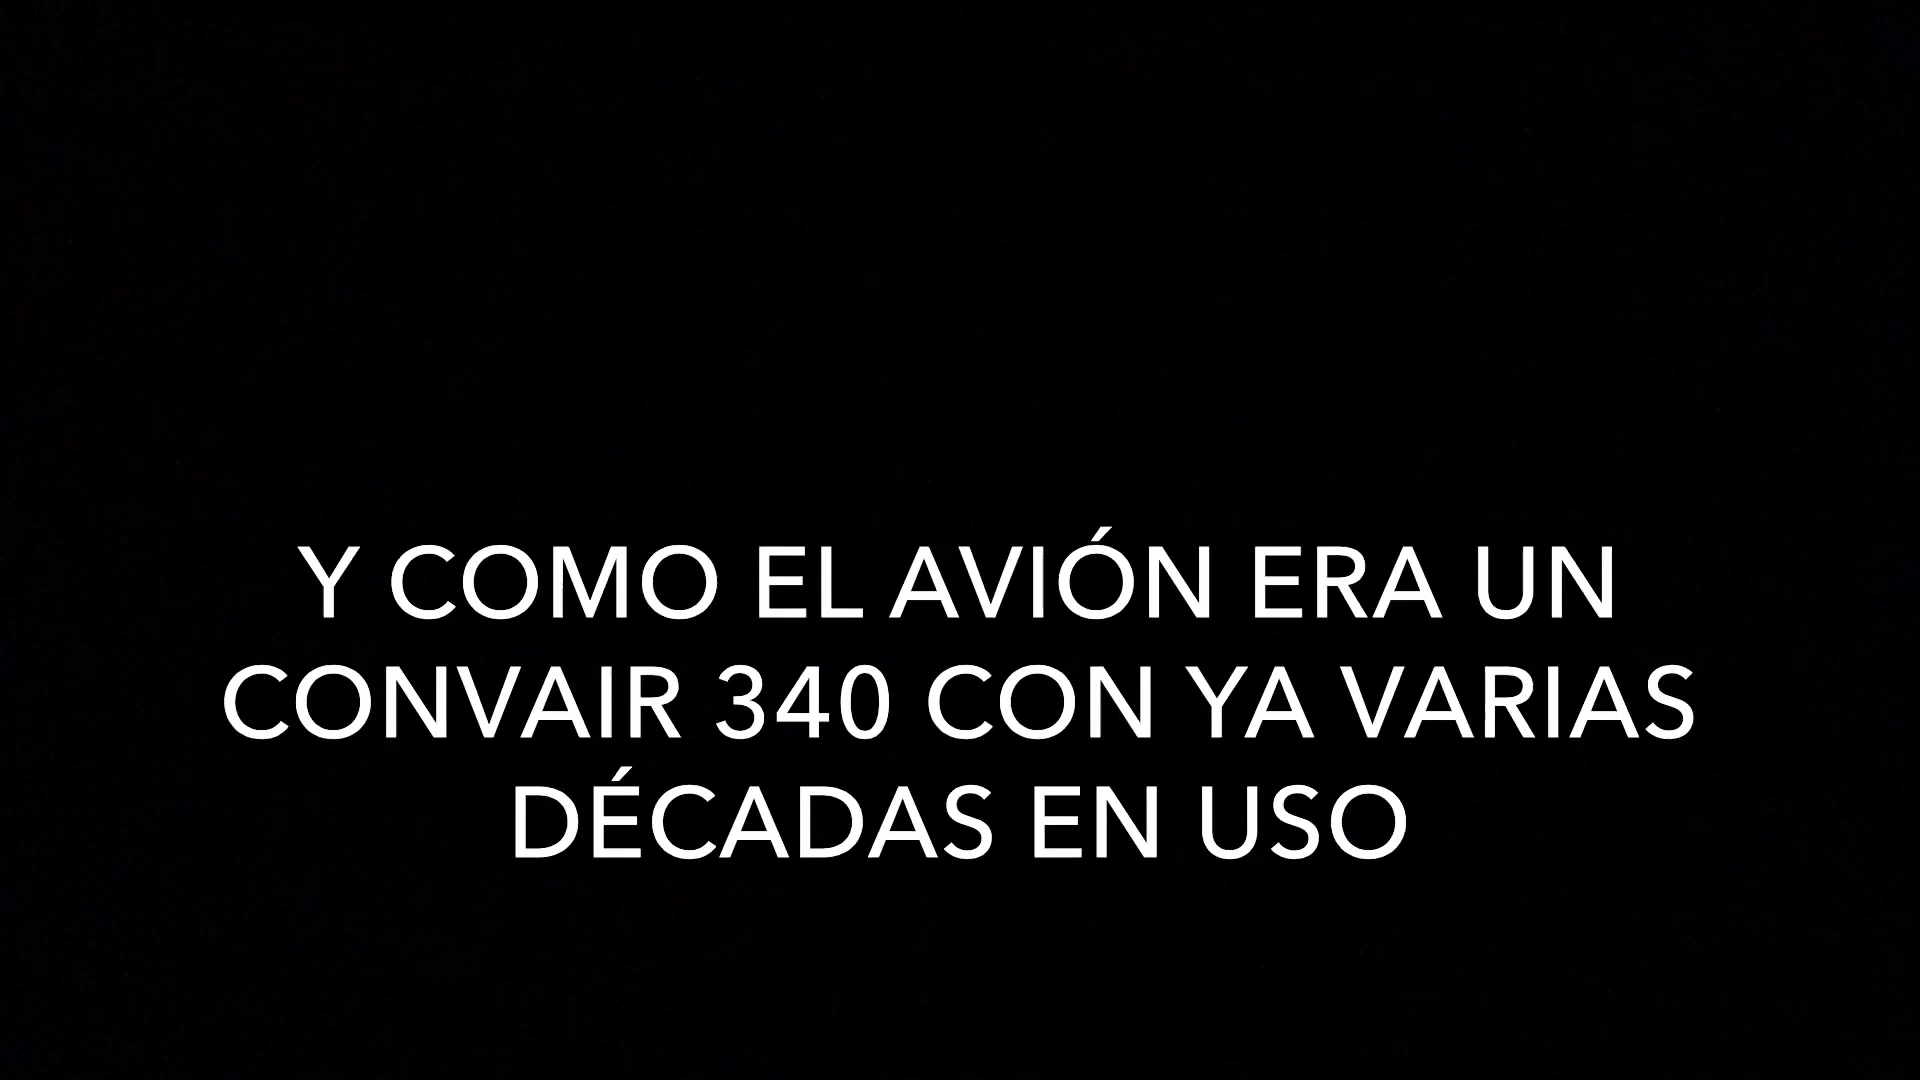 Y COMO EL AVIÓN ERA UN
CONVAIR 340 CON YA VARIAS
DÉCADAS EN USO